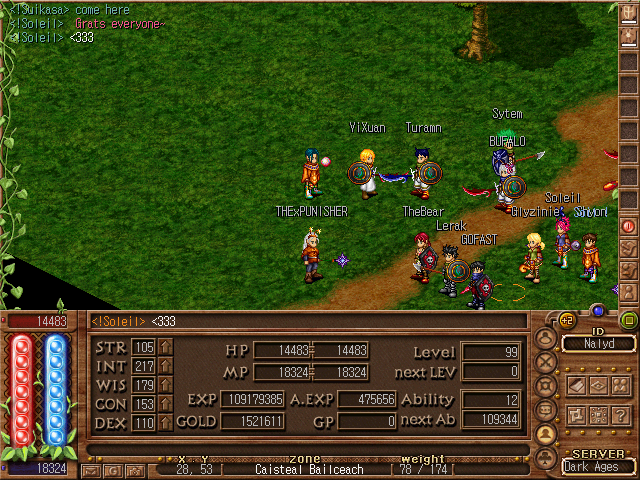 <!Suikasa> come here
<!Soleil> Grats everyone~
<!Soleil> <333
Sytem
YiXuan Turamn
BUFALO
Soleil
THExPUNISHER TheBear Glyzinie
Lerak
GOFAST
14483 <!Soleil> <333 +2 ID
Nalyd
STR 105 HP 14483 14483 Level 99
INT 217 MP 18324 18324 next LEV 0
WIS 179
CON 153 EXP 109179385 A.EXP 475656 Ability 12
DEX 110 GOLD 1521611 GP 0 next Ab 109344
X Y zone weight SERVER
18324 G 28, 53 Caisteal Bailceach 78 / 174 Dark Ages